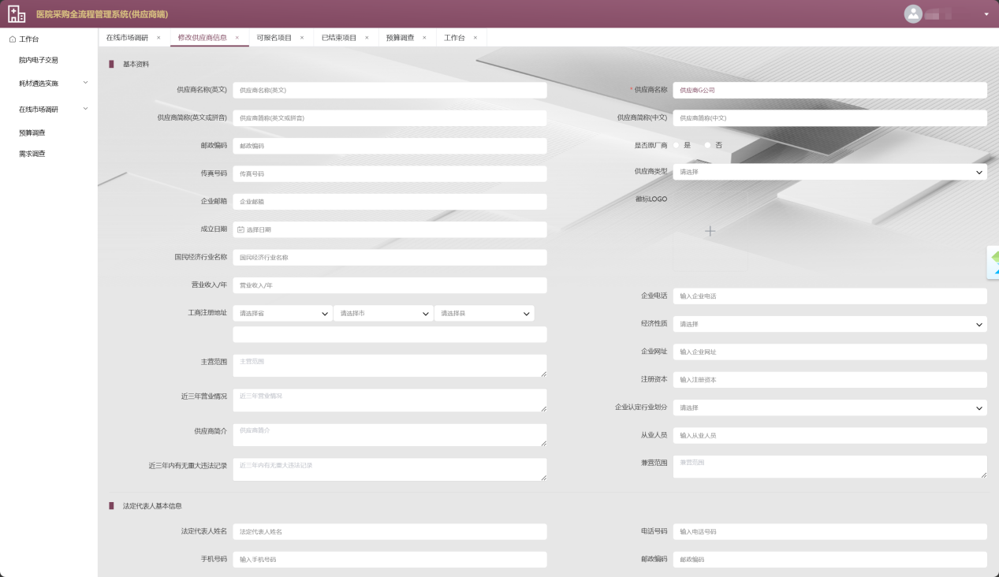 医院采购全流程管理系统(供应商端)
工作台
院内电子交易
耗材遴选实施
在线市场调研
预算调查
需求调查
在线市场调研 × 修改供应商信息 × 可报名项目 × 已结束项目 × 预算调查 × 工作台 ×
基本资料
供应商名称(英文) 供应商名称(英文)
* 供应商名称 供应商G公司
供应商简称(英文或拼音) 供应商简称(英文或拼音)
供应商简称(中文) 供应商简称(中文)
邮政编码 邮政编码
是否原厂商 是 否
传真号码 传真号码
供应商类型 请选择
企业邮箱 企业邮箱
徽标LOGO
成立日期 选择日期
国民经济行业名称 国民经济行业名称
营业收入/年 营业收入/年
企业电话 输入企业电话
工商注册地址 请选择省 请选择市 请选择县
经济性质 请选择
企业网址 输入企业网址
主营范围 主营范围
注册资本 输入注册资本
近三年营业情况 近三年营业情况
企业认定行业划分 请选择
供应商简介 供应商简介
从业人员 输入从业人员
近三年内有无重大违法记录 近三年内有无重大违法记录
兼营范围 兼营范围
法定代表人基本信息
法定代表人姓名 法定代表人姓名
电话号码 输入电话号码
手机号码 输入手机号码
邮政编码 邮政编码